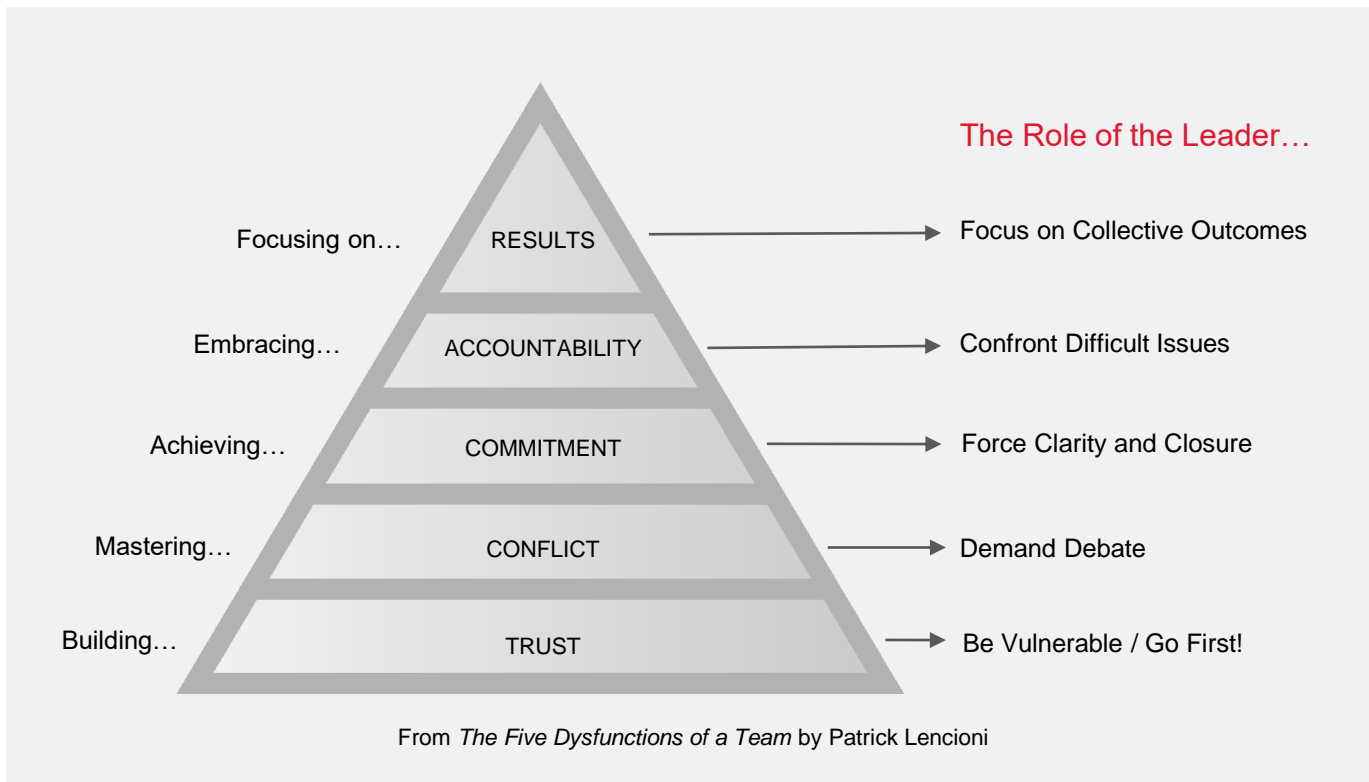 The Role of the Leader…
Focusing on…
RESULTS
Focus on Collective Outcomes
Embracing…
ACCOUNTABILITY
Confront Difficult Issues
Achieving…
COMMITMENT
Force Clarity and Closure
Mastering…
CONFLICT
Demand Debate
Building…
TRUST
Be Vulnerable / Go First!
From The Five Dysfunctions of a Team by Patrick Lencioni